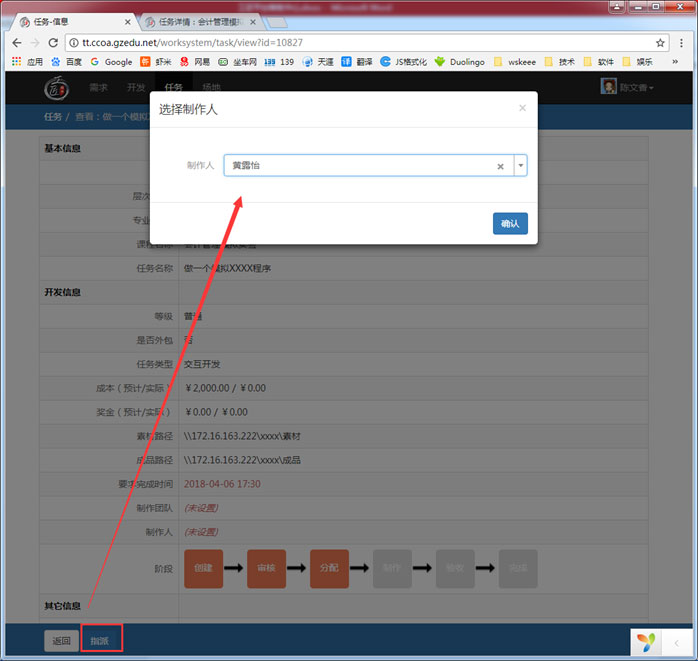 任务-信息
任务详情：会计管理模拟
tt.ccoa.gzedu.net/worksystem/task/view?id=10827
应用 百度 Google 虾米 网易 坐车网 139 139 天涯 翻译 JS格式化 Duolingo wskeee 技术 软件 娱乐 »
需求 开发 任务 场地 陈文青
任务 / 查看：做一个模拟
选择制作人 ×
制作人 黄露怡 ×
确认
基本信息
层次
专业
课程名称
任务名称 做一个模拟XXXX程序
开发信息
等级 普通
是否外包 否
任务类型 交互开发
成本（预计/实际） ￥2,000.00 / ￥0.00
奖金（预计/实际） ￥0.00 / ￥0.00
素材路径 \\172.16.163.222\xxxx\素材
成品路径 \\172.16.163.222\xxxx\成品
要求完成时间 2018-04-06 17:30
制作团队 (未设置)
制作人 (未设置)
阶段 创建 审核 分配 制作 验收 完成
其它信息
返回 指派